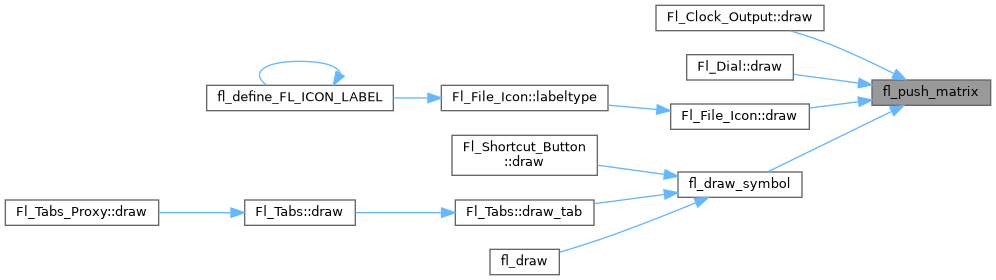 Fl_Clock_Output::draw
Fl_Dial::draw
fl_push_matrix
fl_define_FL_ICON_LABEL
Fl_File_Icon::labeltype
Fl_File_Icon::draw
Fl_Shortcut_Button
::draw
fl_draw_symbol
Fl_Tabs_Proxy::draw
Fl_Tabs::draw
Fl_Tabs::draw_tab
fl_draw